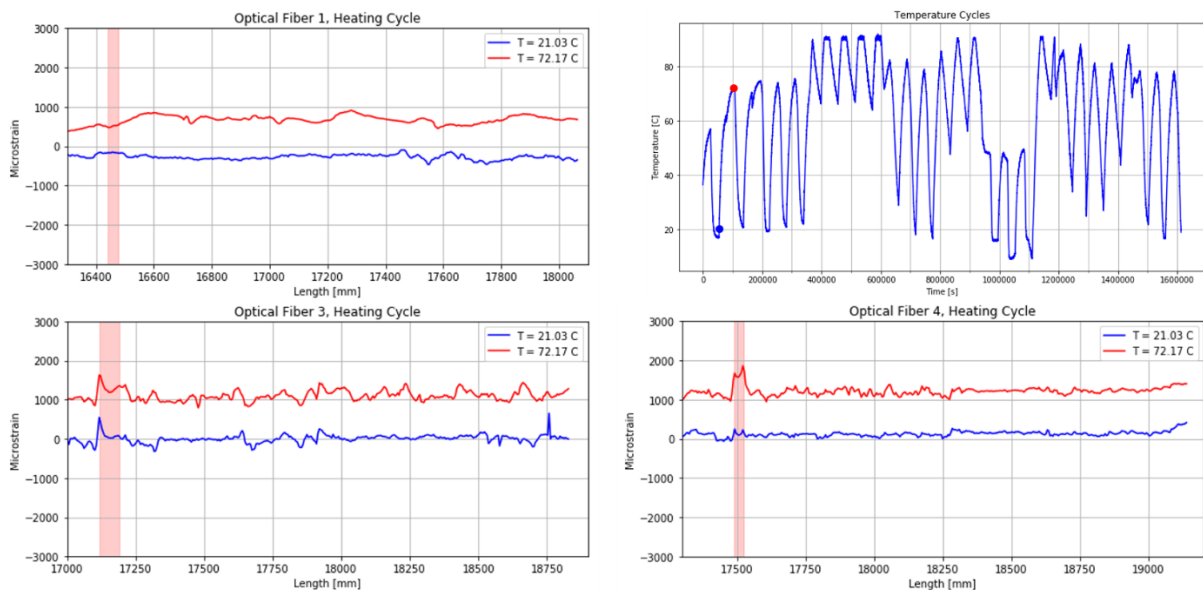 Optical Fiber 1, Heating Cycle
3000
2000
1000
0
−1000
−2000
−3000
Microstrain
T = 21.03 C
T = 72.17 C
16400 16600 16800 17000 17200 17400 17600 17800 18000
Length [mm]
Temperature Cycles
80
60
40
20
Temperature [C]
0 200000 400000 600000 800000 1000000 1200000 1400000 1600000
Time [s]
Optical Fiber 3, Heating Cycle
3000
2000
1000
0
−1000
−2000
−3000
Microstrain
T = 21.03 C
T = 72.17 C
17000 17250 17500 17750 18000 18250 18500 18750
Length [mm]
Optical Fiber 4, Heating Cycle
3000
2000
1000
0
−1000
−2000
−3000
Microstrain
T = 21.03 C
T = 72.17 C
17500 17750 18000 18250 18500 18750 19000
Length [mm]